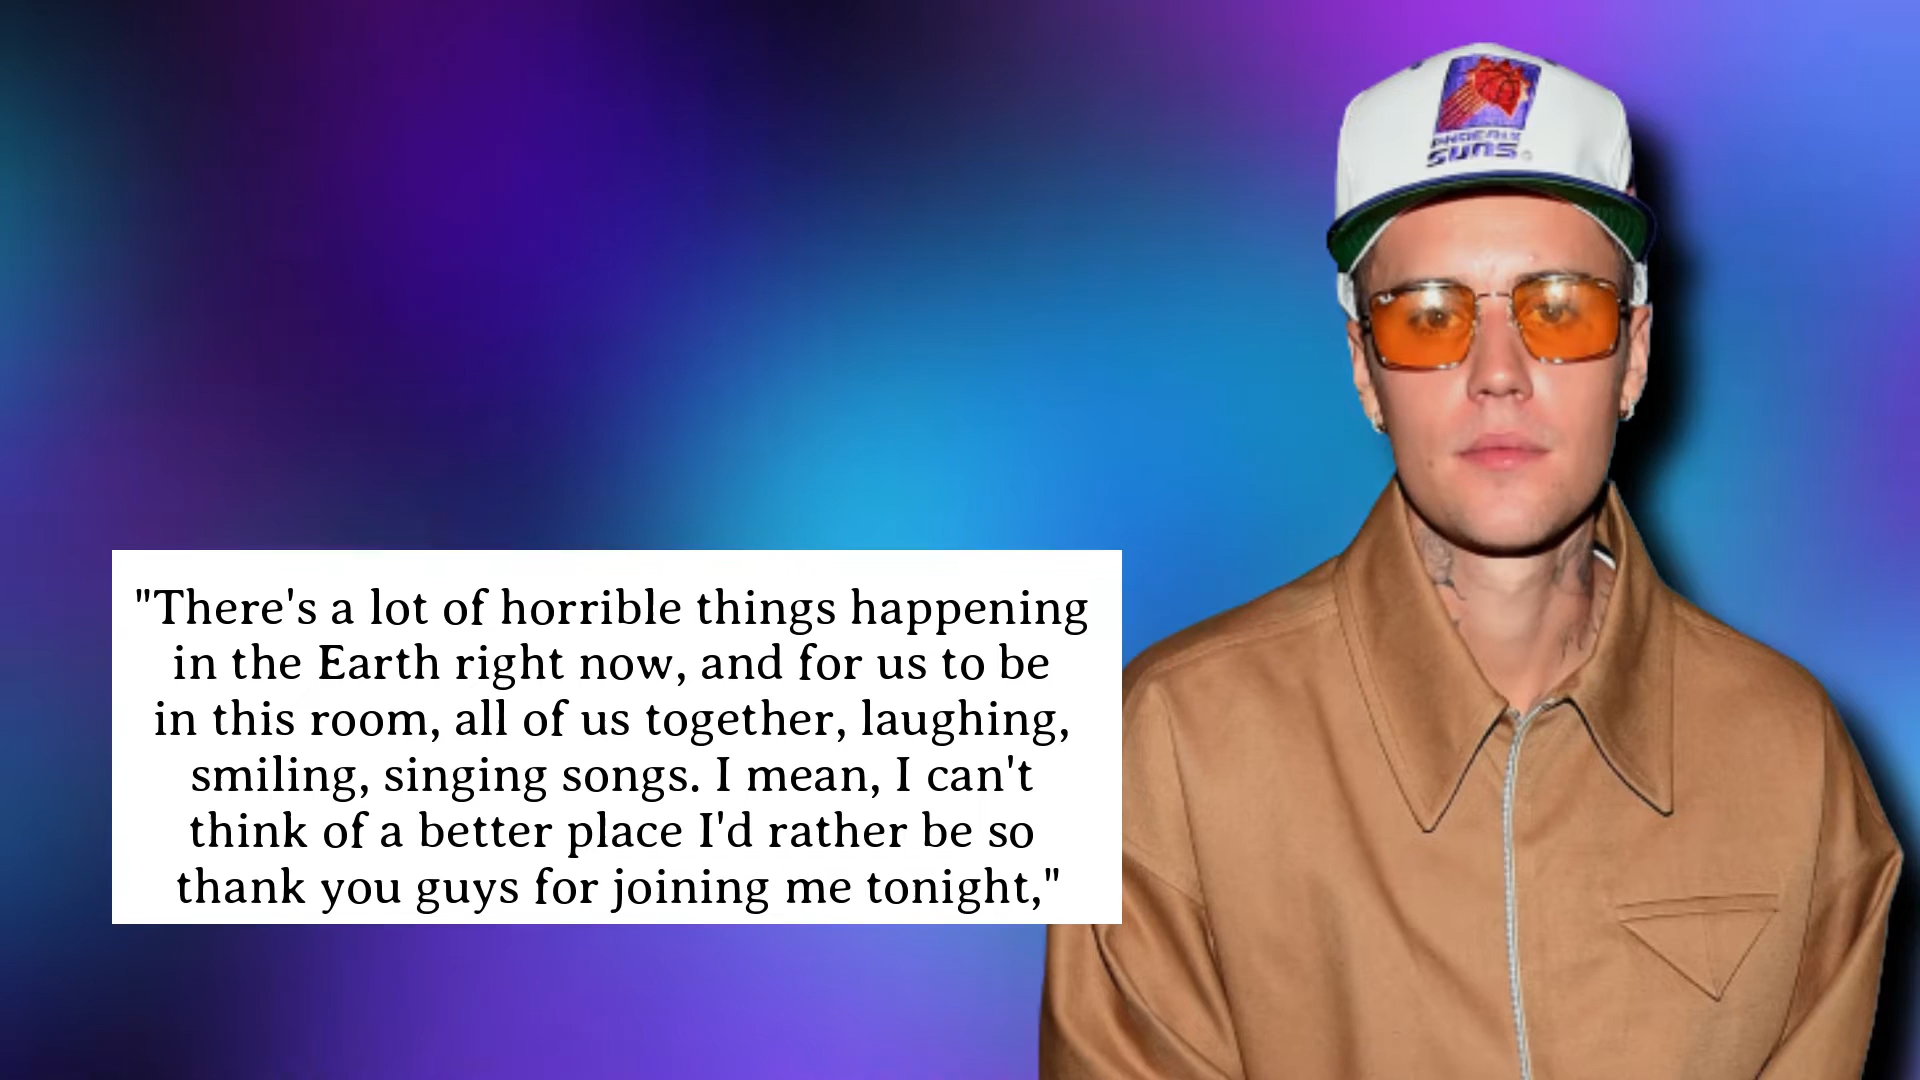 PHOENIX
SUNS
"There's a lot of horrible things happening
in the Earth right now, and for us to be
in this room, all of us together, laughing,
smiling, singing songs. I mean, I can't
think of a better place I'd rather be so
thank you guys for joining me tonight,"